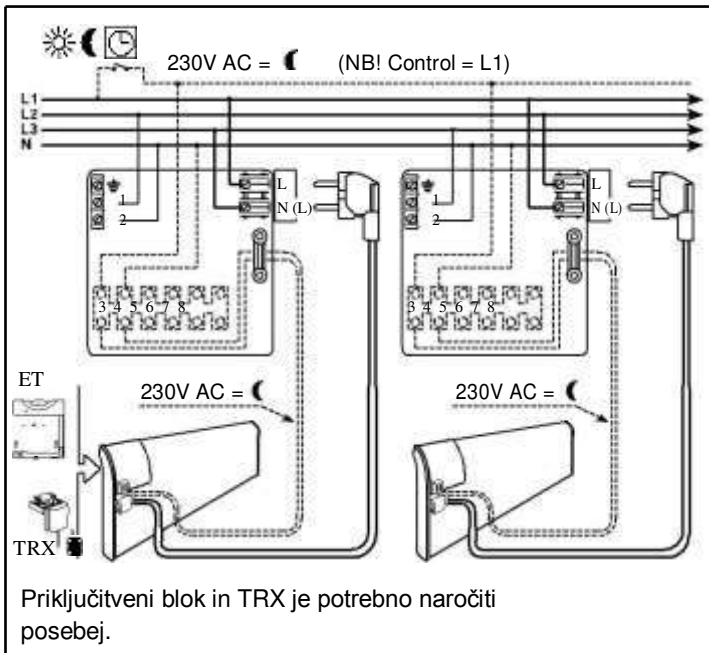 230V AC = (NB! Control = L1)
L1
L2
L3
N
L
1
N (L)
2
3 4 5 6 7 8
L
1
N (L)
2
3 4 5 6 7 8
ET
230V AC =
230V AC =
TRX
Priključitveni blok in TRX je potrebno naročiti
posebej.